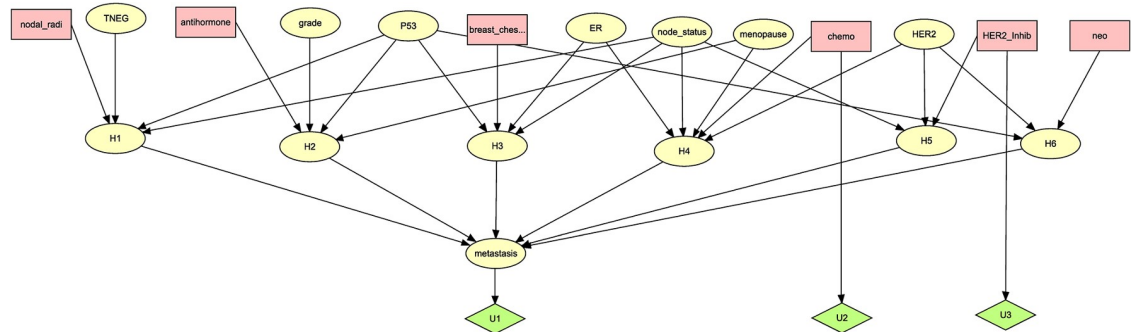 nodal_radi
TNEG
antihormone
grade
P53
breast_ches...
ER
node_status
menopause
chemo
HER2
HER2_Inhib
neo
H1
H2
H3
H4
H5
H6
metastasis
U1
U2
U3